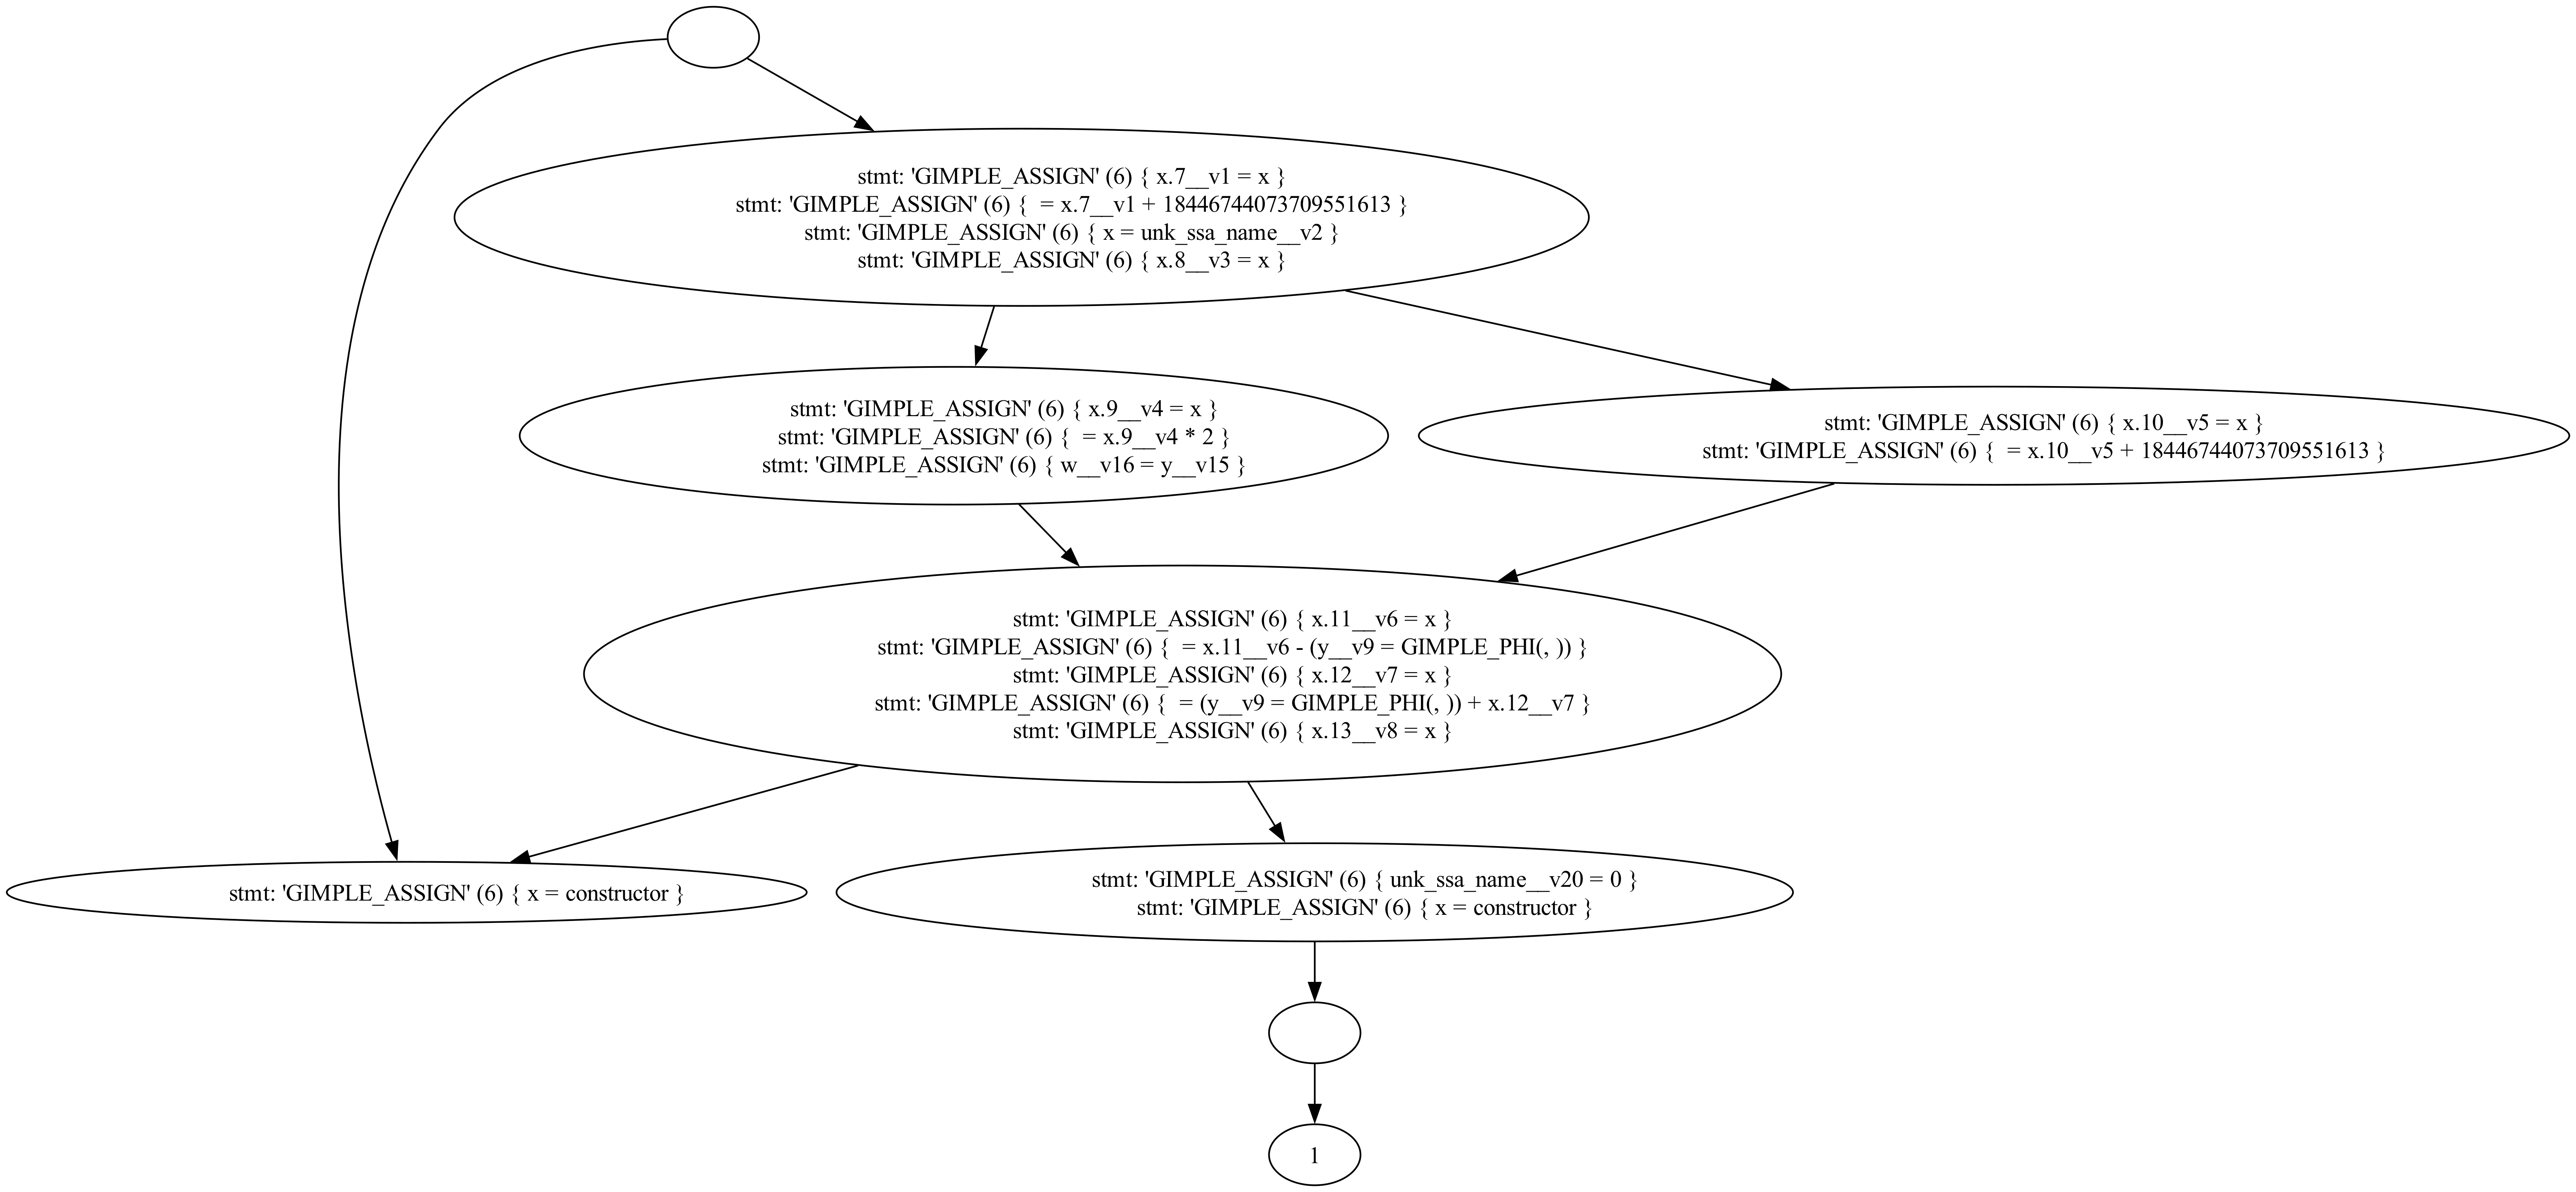 stmt: 'GIMPLE_ASSIGN' (6) { x.7__v1 = x }
stmt: 'GIMPLE_ASSIGN' (6) {  = x.7__v1 + 18446744073709551613 }
stmt: 'GIMPLE_ASSIGN' (6) { x = unk_ssa_name__v2 }
stmt: 'GIMPLE_ASSIGN' (6) { x.8__v3 = x }
stmt: 'GIMPLE_ASSIGN' (6) { x.9__v4 = x }
stmt: 'GIMPLE_ASSIGN' (6) {  = x.9__v4 * 2 }
stmt: 'GIMPLE_ASSIGN' (6) { w__v16 = y__v15 }
stmt: 'GIMPLE_ASSIGN' (6) { x.10__v5 = x }
stmt: 'GIMPLE_ASSIGN' (6) {  = x.10__v5 + 18446744073709551613 }
stmt: 'GIMPLE_ASSIGN' (6) { x.11__v6 = x }
stmt: 'GIMPLE_ASSIGN' (6) {  = x.11__v6 - (y__v9 = GIMPLE_PHI(, )) }
stmt: 'GIMPLE_ASSIGN' (6) { x.12__v7 = x }
stmt: 'GIMPLE_ASSIGN' (6) {  = (y__v9 = GIMPLE_PHI(, )) + x.12__v7 }
stmt: 'GIMPLE_ASSIGN' (6) { x.13__v8 = x }
stmt: 'GIMPLE_ASSIGN' (6) { x = constructor }
stmt: 'GIMPLE_ASSIGN' (6) { unk_ssa_name__v20 = 0 }
stmt: 'GIMPLE_ASSIGN' (6) { x = constructor }
1